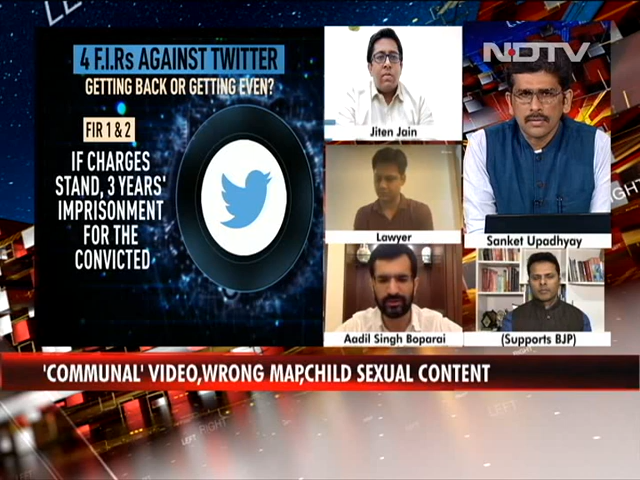 4 F.I.Rs AGAINST TWITTER
GETTING BACK OR GETTING EVEN?
FIR 1 & 2
IF CHARGES
STAND, 3 YEARS'
IMPRISONMENT
FOR THE
CONVICTED
NDTV
Jiten Jain
Lawyer
Sanket Upadhyay
Aadil Singh Boparai
(Supports BJP)
'COMMUNAL' VIDEO,WRONG MAP,CHILD SEXUAL CONTENT
LEFT
RIGHT